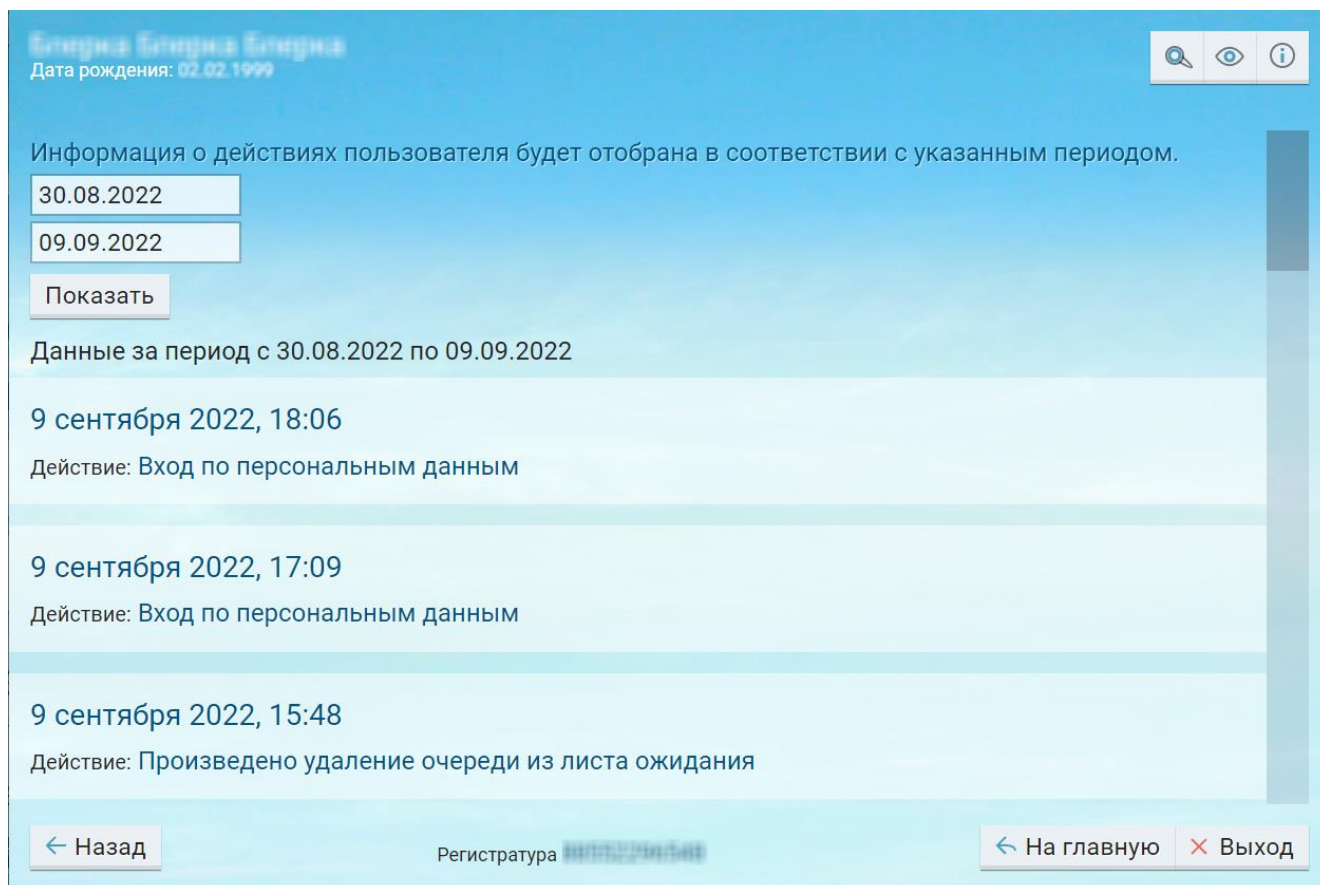 Дата рождения: 02.02.1999
Информация о действиях пользователя будет отобрана в соответствии с указанным периодом.
30.08.2022
09.09.2022
Показать
Данные за период с 30.08.2022 по 09.09.2022
9 сентября 2022, 18:06
Действие: Вход по персональным данным
9 сентября 2022, 17:09
Действие: Вход по персональным данным
9 сентября 2022, 15:48
Действие: Произведено удаление очереди из листа ожидания
Назад
Регистратура
На главную
Выход